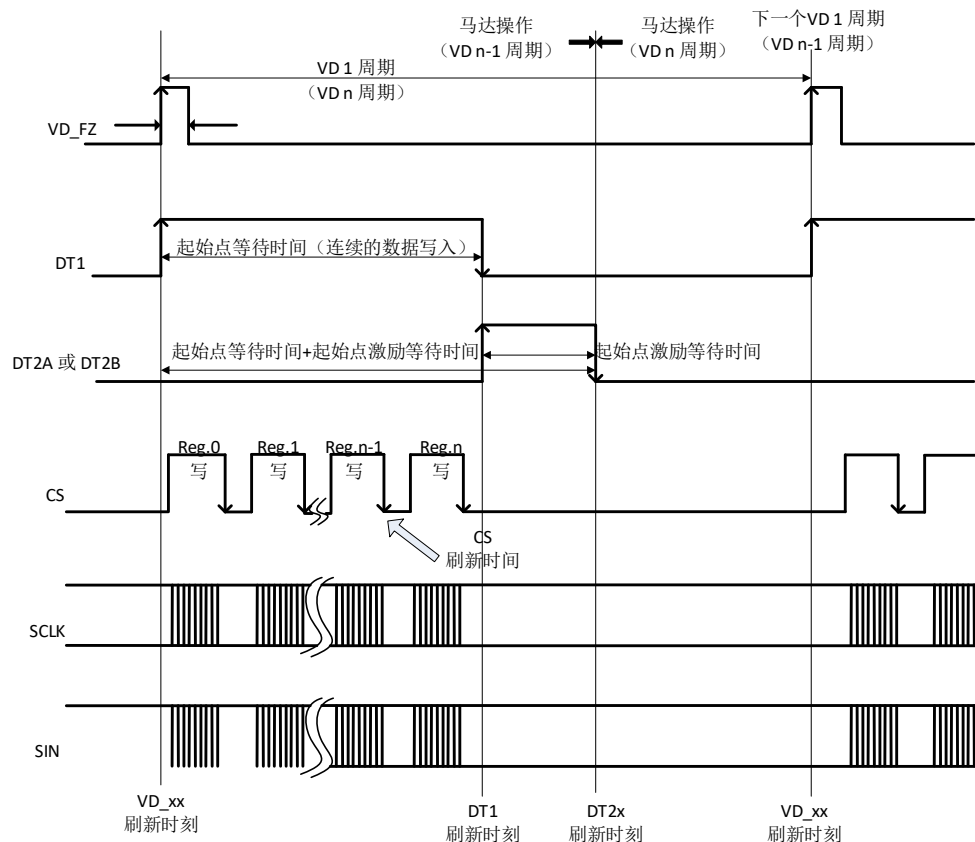 马达操作
（VD n-1 周期）
马达操作
（VD n 周期）
下一个VD 1 周期
（VD n-1 周期）
VD 1 周期
（VD n 周期）
VD_FZ
起始点等待时间（连续的数据写入）
DT1
起始点等待时间+起始点激励等待时间
起始点激励等待时间
DT2A 或 DT2B
Reg.0
写
Reg.1
写
Reg.n-1
写
Reg.n
写
CS
CS
刷新时间
SCLK
SIN
VD_xx
刷新时刻
DT1
刷新时刻
DT2x
刷新时刻
VD_xx
刷新时刻